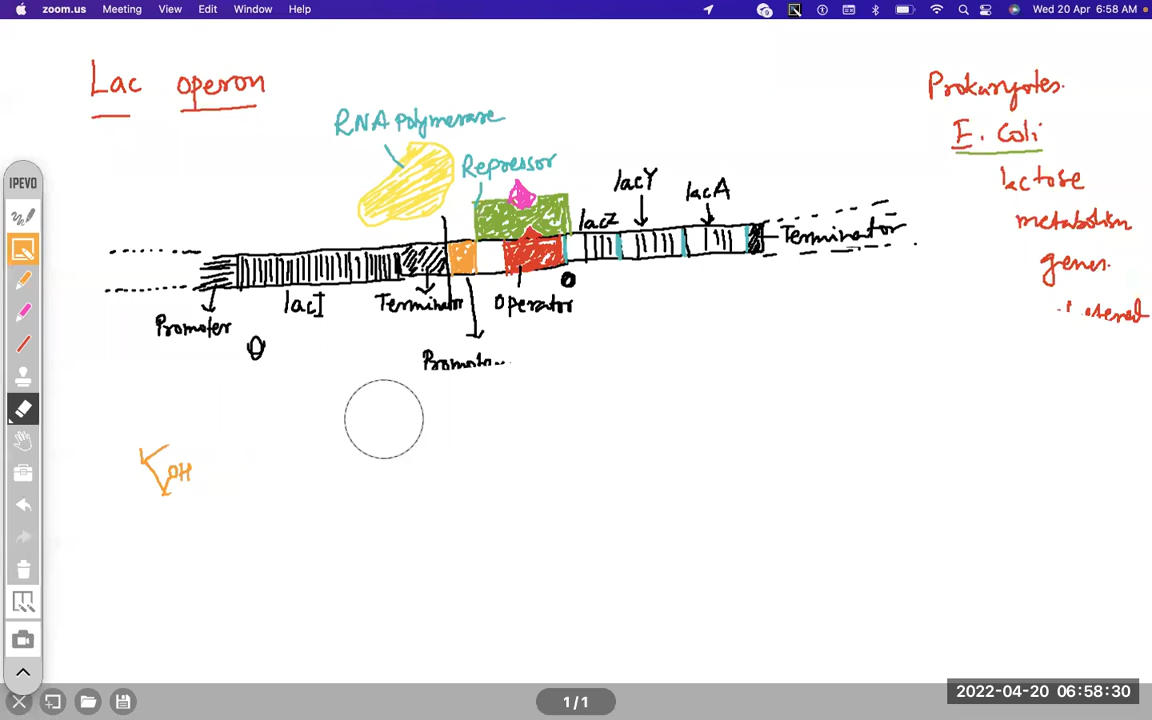 zoom.us Meeting View Edit Window Help Wed 20 Apr 6:58 AM
Lac operon
Prokaryotes.
E. Coli
lactose
metabolism
genes.
RNA polymerase
Repressor
lacY
lacA
lacZ
Terminator
IPEVO
lacI
Terminator
Operator
Promoter
θ
OH
1/1
2022-04-20 06:58:30